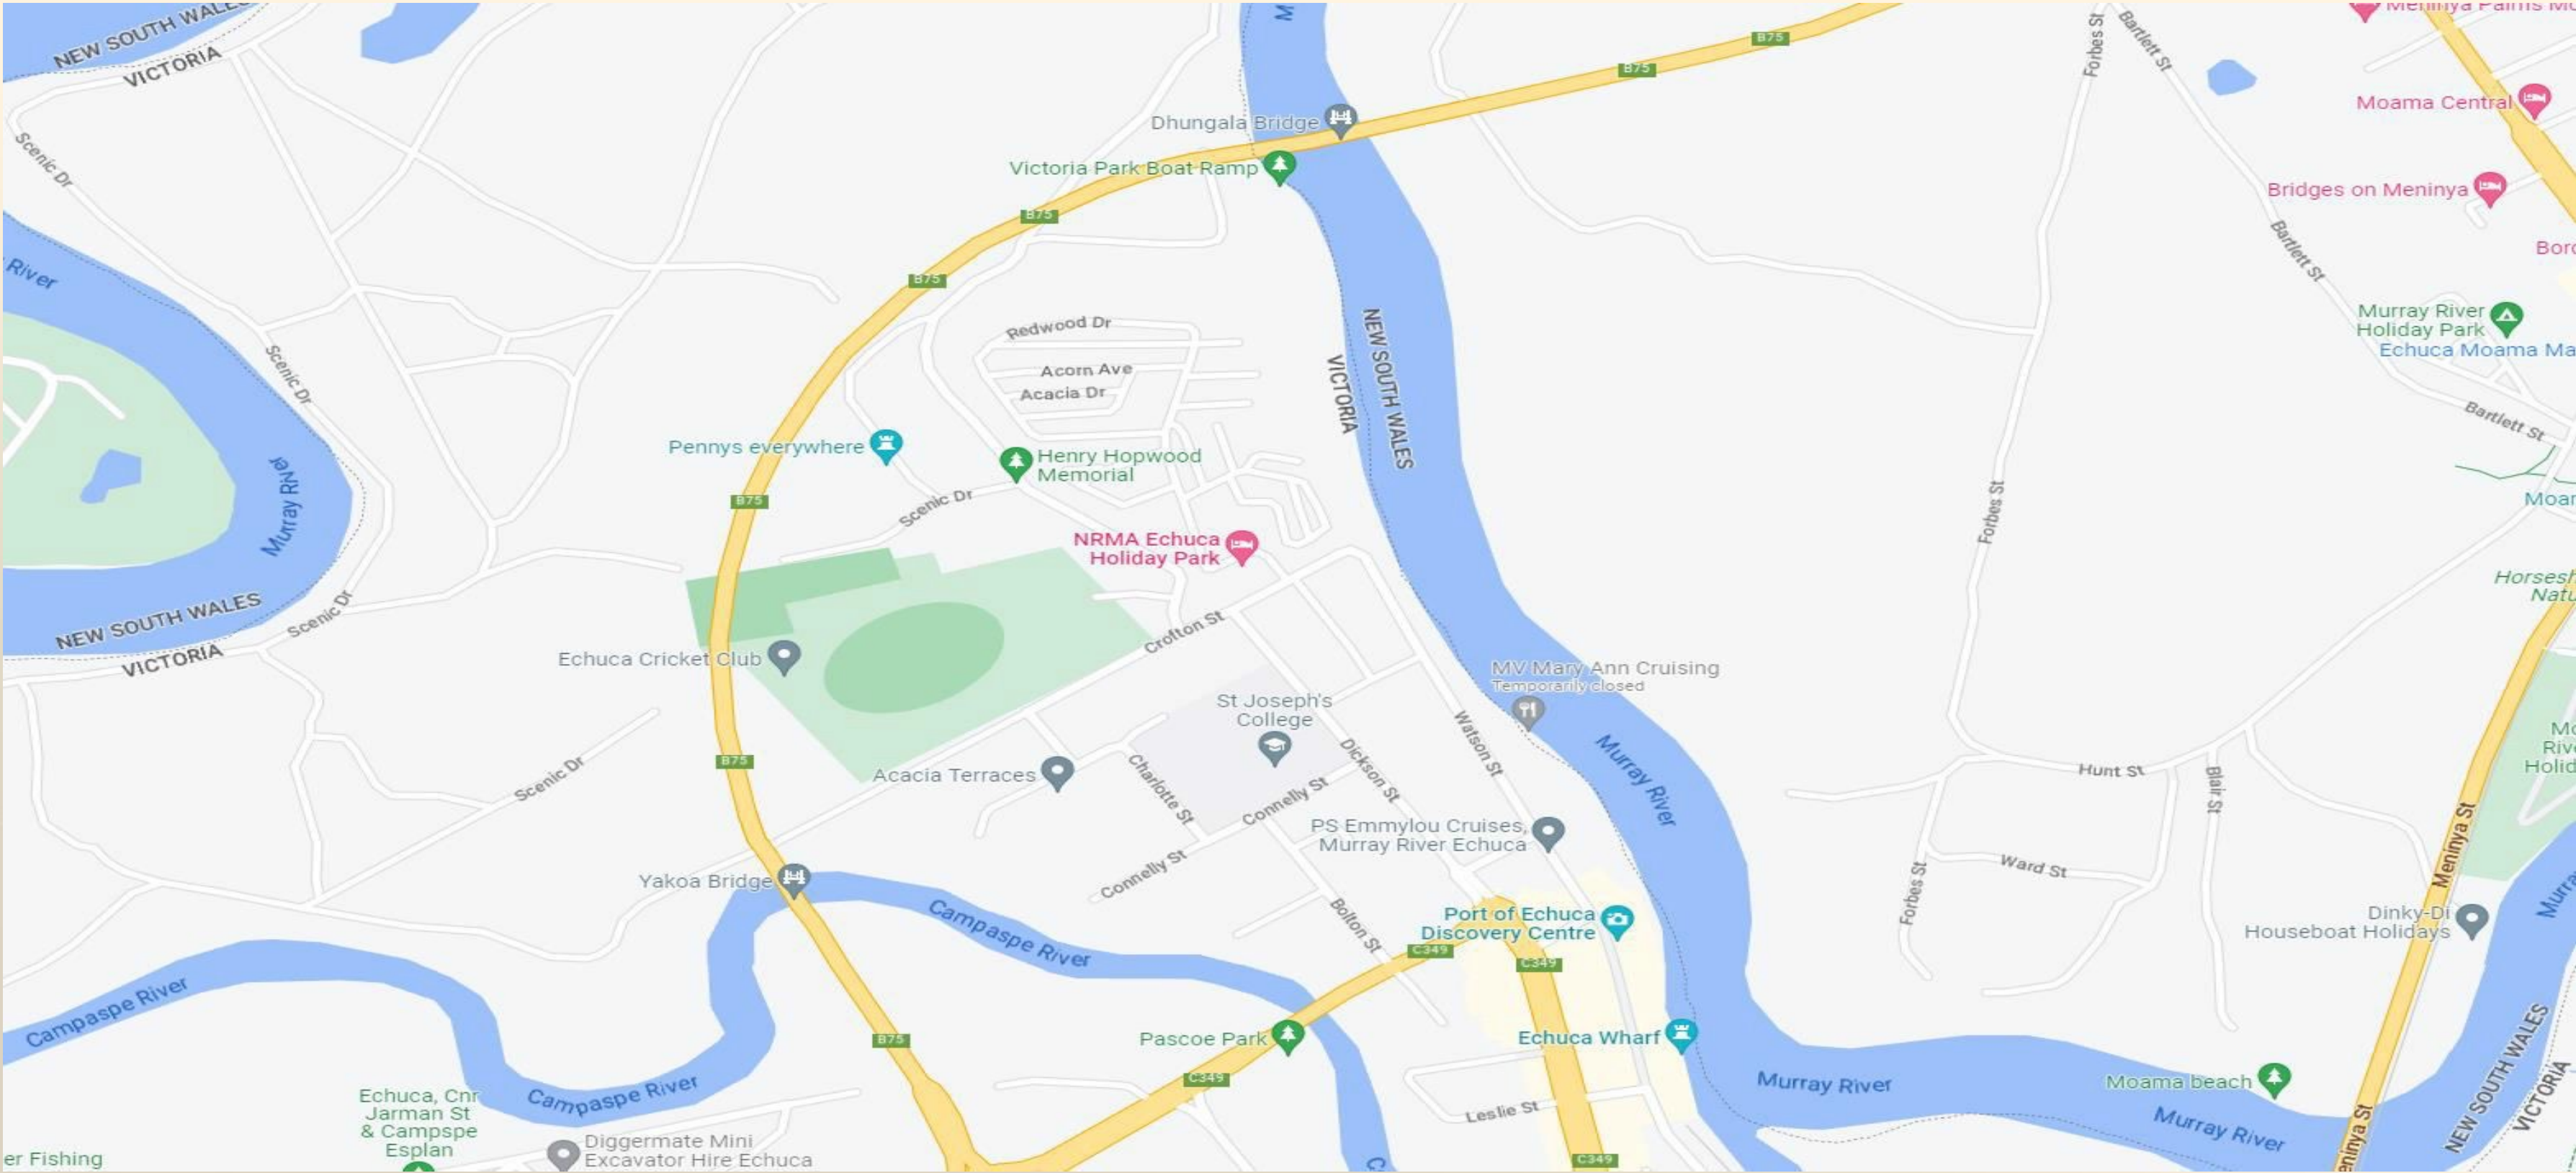 NEW SOUTH WALES
VICTORIA
B75
Meninya Palms
Forbes St
Bartlett St
B75
Moama Central
Dhungala Bridge
Victoria Park Boat Ramp
Scenic Dr
Bridges on Meninya
B75
Bartlett St
River
B75
Murray River
Holiday Park
Echuca Moama Ma
Redwood Dr
Acorn Ave
Acacia Dr
Scenic Dr
NEW SOUTH WALES
VICTORIA
Bartlett St
Pennys everywhere
Henry Hopwood
Memorial
Scenic Dr
B75
Murray River
Forbes St
NRMA Echuca
Holiday Park
NEW SOUTH WALES
VICTORIA
Scenic Dr
Crofton St
Echuca Cricket Club
MV Mary Ann Cruising
Temporarily closed
St Joseph's
College
Watson St
Dickson St
Murray River
B75
Scenic Dr
Acacia Terraces
Charlotte St
Connelly St
Hunt St
Blair St
PS Emmylou Cruises,
Murray River Echuca
Connelly St
Ward St
Forbes St
Meninya St
Yakoa Bridge
Campaspe River
Bolton St
Port of Echuca
Discovery Centre
C349
C349
Dinky-Di
Houseboat Holidays
Campaspe River
B75
Pascoe Park
Echuca Wharf
C349
Murray River
Moama beach
Murray River
NEW SOUTH WALES
VICTORIA
Campaspe River
Leslie St
Echuca, Cnr
Jarman St
& Campspe
Esplan
Diggermate Mini
Excavator Hire Echuca
er Fishing
C349
eninya St